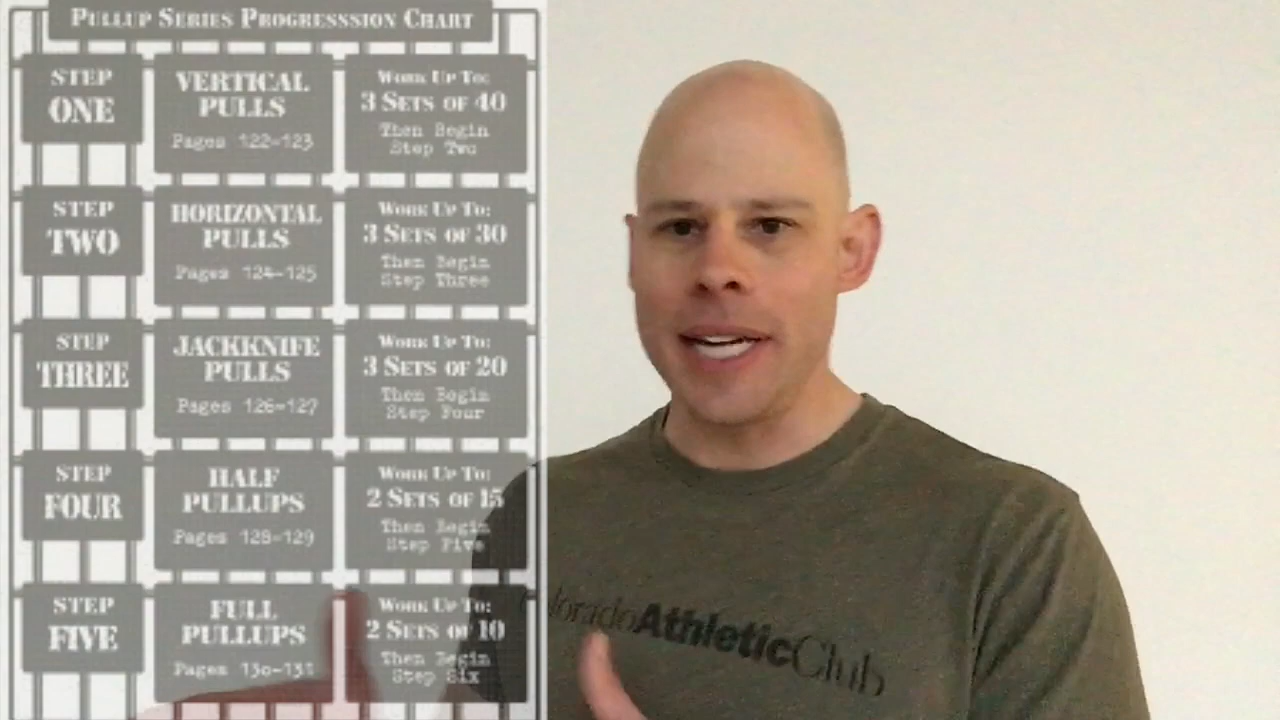 PULLUP SERIES PROGRESSSION CHART
STEP
ONE
VERTICAL
PULLS
Pages 122-123
WORK UP TO:
3 SETS OF 40
Then Begin
Step Two
STEP
TWO
HORIZONTAL
PULLS
Pages 124-125
WORK UP TO:
3 SETS OF 30
Then Begin
Step Three
STEP
THREE
JACKKNIFE
PULLS
Pages 126-127
WORK UP TO:
3 SETS OF 20
Then Begin
Step Four
STEP
FOUR
HALF
PULLUPS
Pages 128-129
WORK UP TO:
2 SETS OF 15
Then Begin
Step Five
STEP
FIVE
FULL
PULLUPS
Pages 130-131
WORK UP TO:
2 SETS OF 10
Then Begin
Step Six
loradoAthleticClub